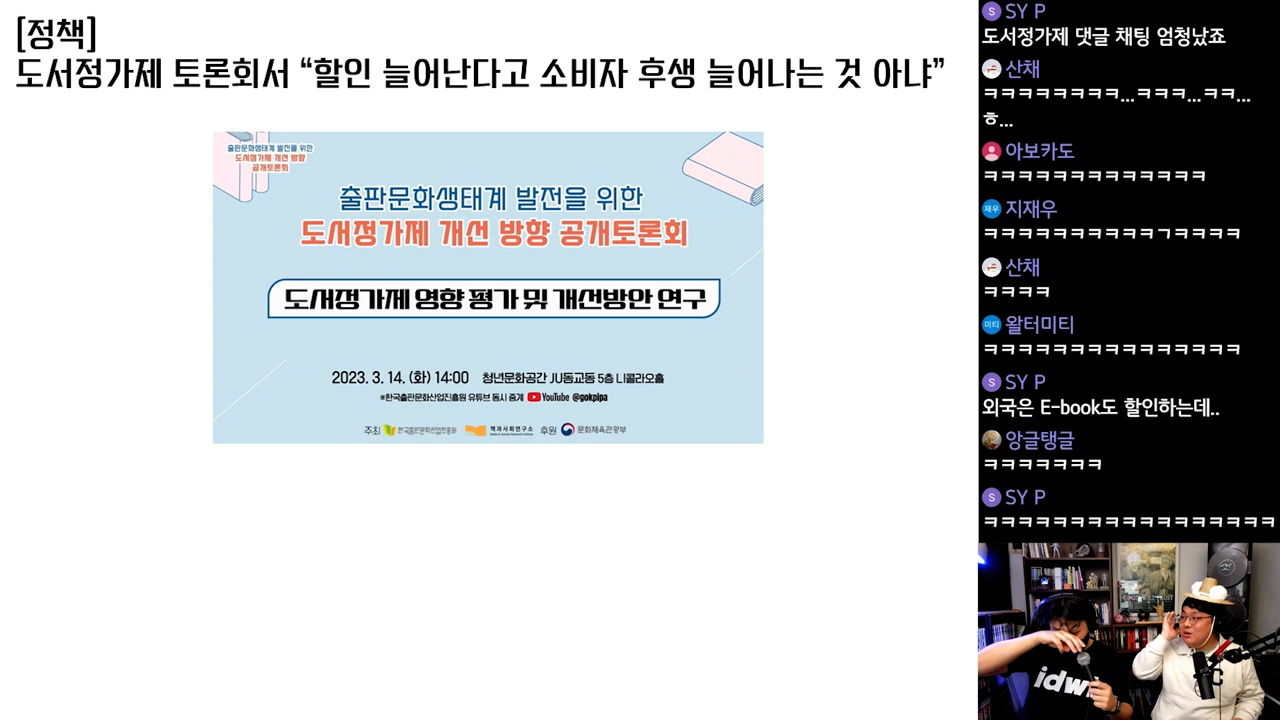 [정책]
도서정가제 토론회서 “할인 늘어난다고 소비자 후생 늘어나는 것 아냐”
출판문화생태계 발전을 위한
도서정가제 개선 방향
공개토론회
출판문화생태계 발전을 위한
도서정가제 개선 방향 공개토론회
도서정가제 영향 평가 및 개선방안 연구
2023. 3. 14. (화) 14:00 청년문화공간 JU동교동 5층 니콜라오홀
※한국출판문화산업진흥원 유튜브 동시 중계 YouTube @gokpipa
주최 한국출판문화산업진흥원 책과사회연구소 후원 문화체육관광부
S SY P
도서정가제 댓글 채팅 엄청났죠
산채
ㅋㅋㅋㅋㅋㅋㅋㅋ...ㅋㅋㅋ...ㅋㅋ...
ㅎ...
아보카도
ㅋㅋㅋㅋㅋㅋㅋㅋㅋㅋㅋㅋㅋ
재우 지재우
ㅋㅋㅋㅋㅋㅋㅋㅋㅋㅋㄱㅋㅋㅋㅋ
산채
ㅋㅋㅋㅋ
미티 왈터미티
ㅋㅋㅋㅋㅋㅋㅋㅋㅋㅋㅋㅋㅋㅋㅋ
S SY P
외국은 E-book도 할인하는데..
앙글탱글
ㅋㅋㅋㅋㅋㅋㅋ
S SY P
ㅋㅋㅋㅋㅋㅋㅋㅋㅋㅋㅋㅋㅋㅋㅋㅋㅋ
idw